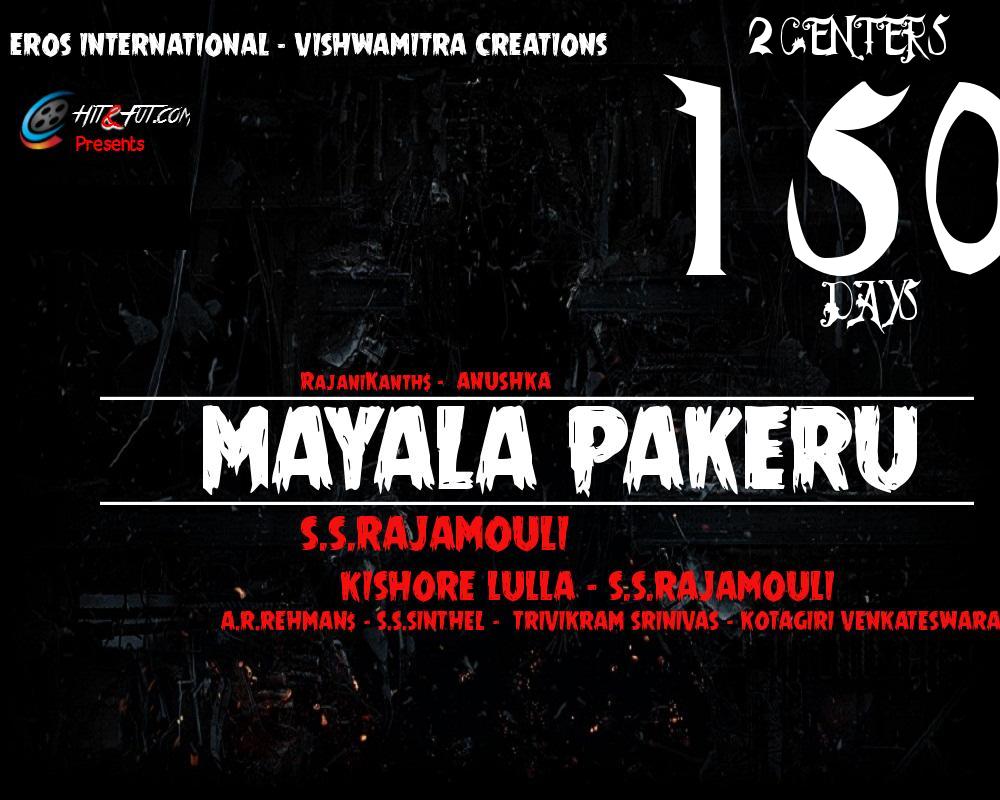 EROS INTERNATIONAL - VISHWAMITRA CREATIONS
2 CENTERS
HIT&FUT.COM
Presents
150
DAYS
RAJANIKANTH$ - ANUSHKA
MAYALA PAKERU
S.S.RAJAMOULI
KISHORE LULLA - S.S.RAJAMOULI
A.R.REHMAN$ - S.S.SINTHEL - TRIVIKRAM SRINIVAS - KOTAGIRI VENKATESWARA